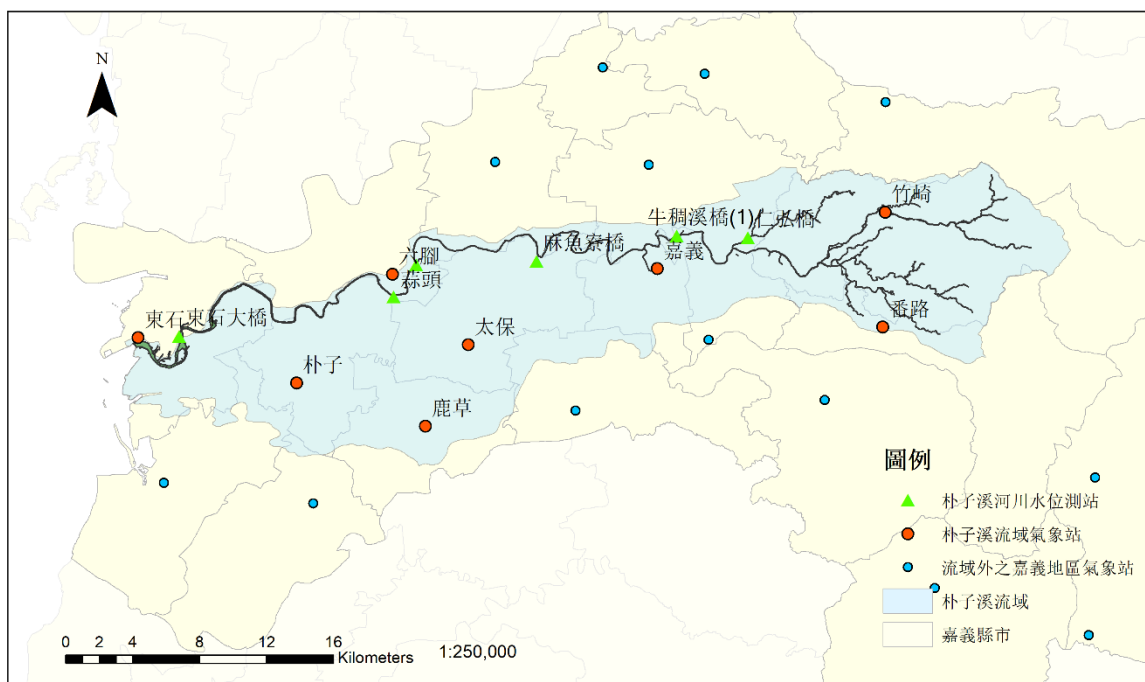 N
竹崎
牛稠溪橋(1)
仁弘橋
麻魚寮橋
嘉義
六腳
蒜頭
番路
東石
東石大橋
太保
朴子
鹿草
圖例
朴子溪河川水位測站
朴子溪流域氣象站
流域外之嘉義地區氣象站
朴子溪流域
嘉義縣市
0 2 4 8 12 16
Kilometers
1:250,000